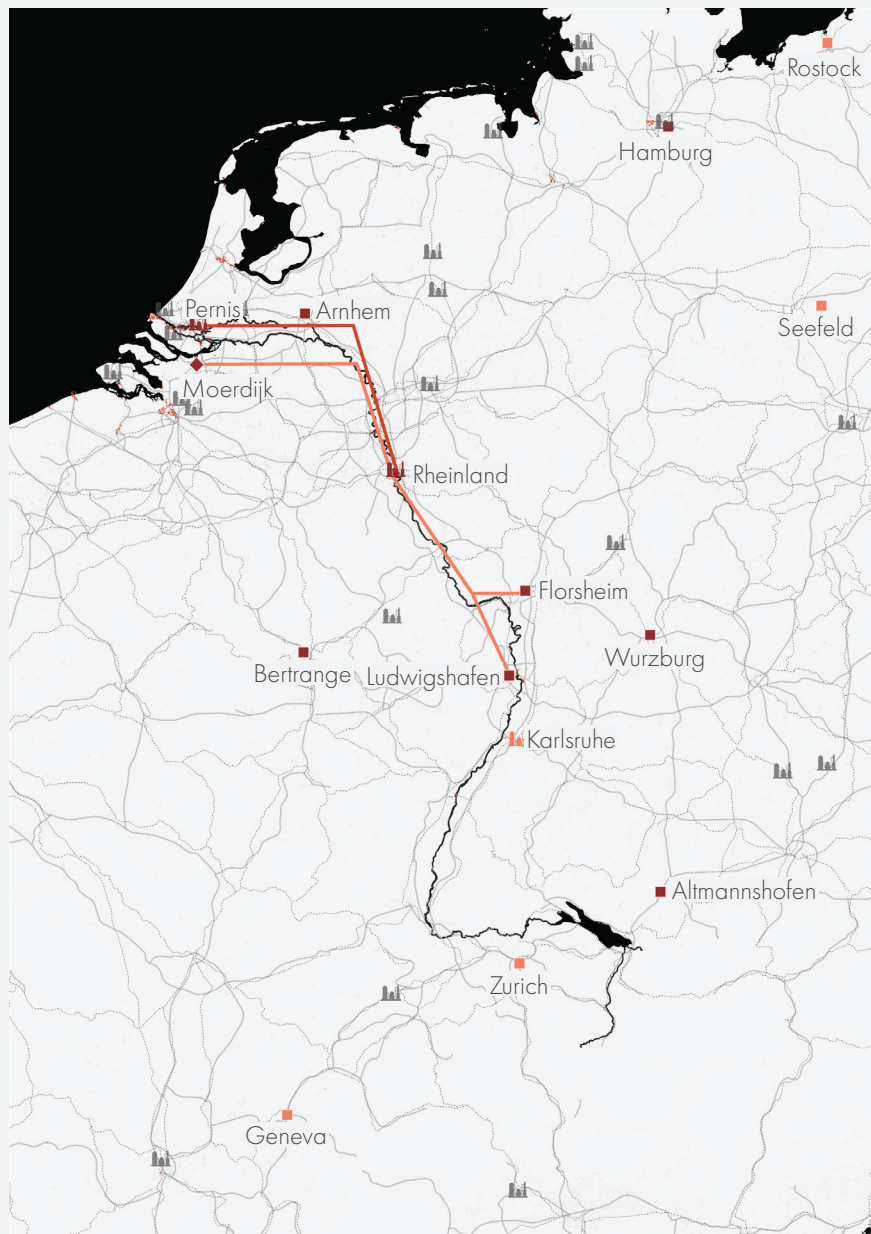 Rostock
Hamburg
Pernis
Arnhem
Seefeld
Moerdijk
Rheinland
Florsheim
Wurzburg
Bertrange
Ludwigshafen
Karlsruhe
Altmannshofen
Zurich
Geneva